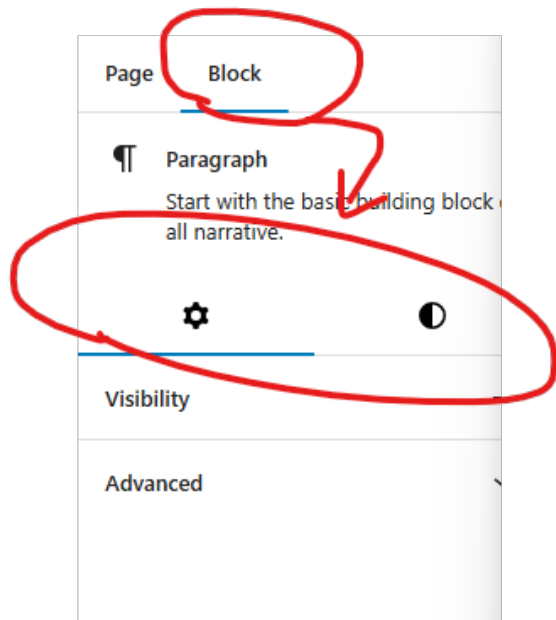 Page Block
Paragraph
Start with the basic building block
all narrative.
Visibility
Advanced